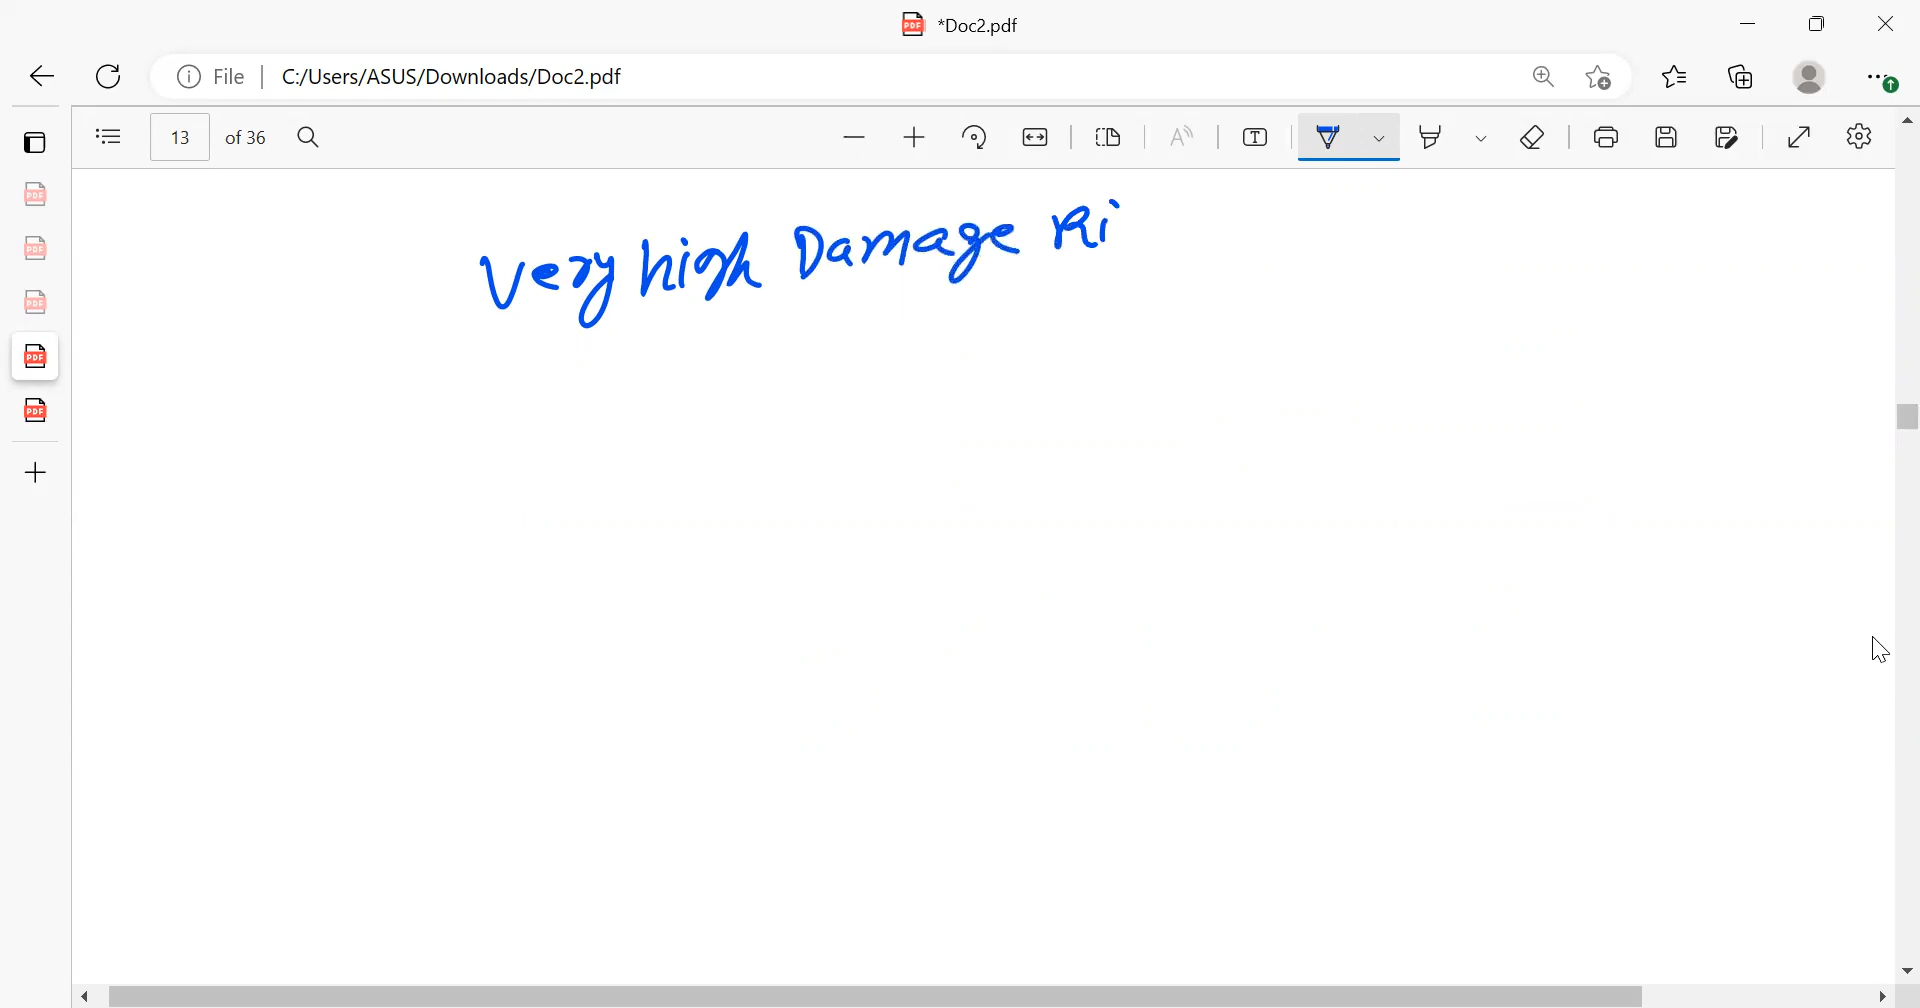 *Doc2.pdf
File C:/Users/ASUS/Downloads/Doc2.pdf
13 of 36
Very high Damage Ri